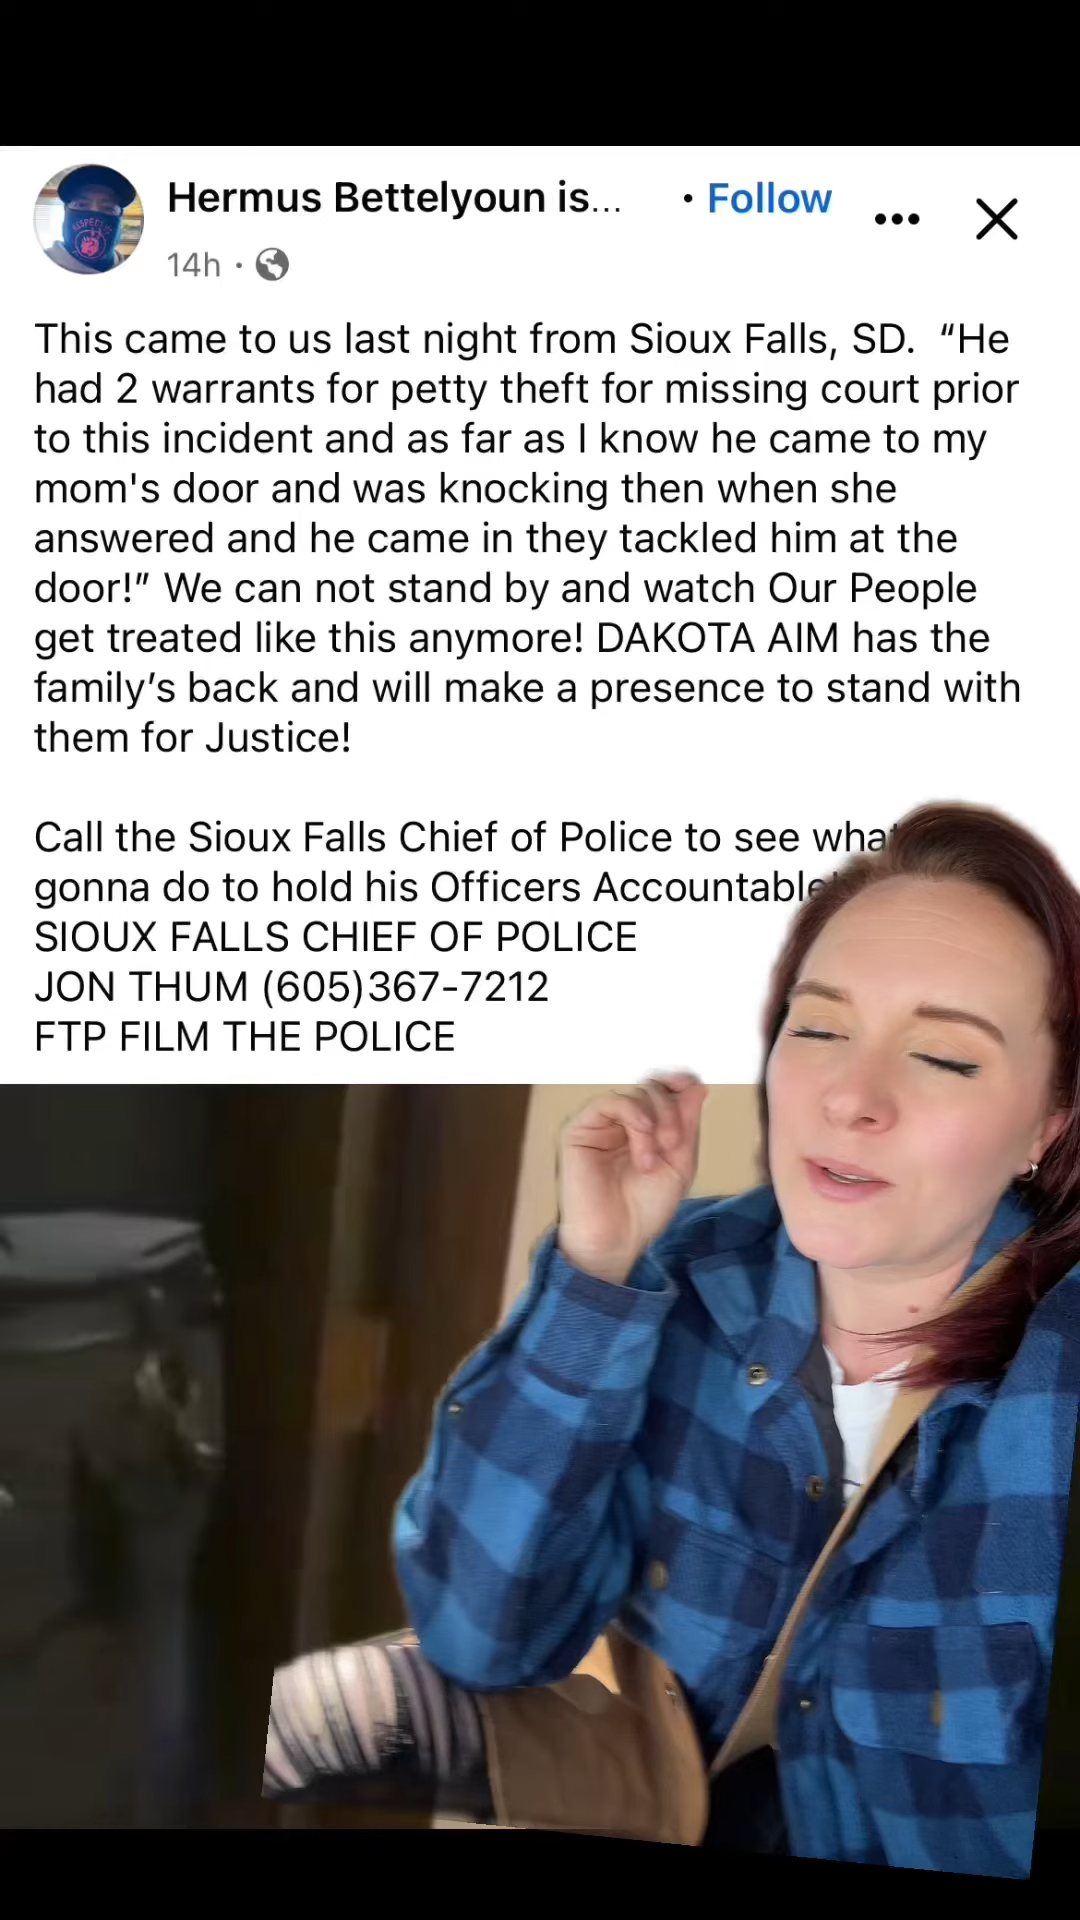 Hermus Bettelyoun is... • Follow
14h
This came to us last night from Sioux Falls, SD.  “He
had 2 warrants for petty theft for missing court prior
to this incident and as far as I know he came to my
mom's door and was knocking then when she
answered and he came in they tackled him at the
door!” We can not stand by and watch Our People
get treated like this anymore! DAKOTA AIM has the
family’s back and will make a presence to stand with
them for Justice!
Call the Sioux Falls Chief of Police to see
gonna do to hold his Officers Accountable
SIOUX FALLS CHIEF OF POLICE
JON THUM (605)367-7212
FTP FILM THE POLICE